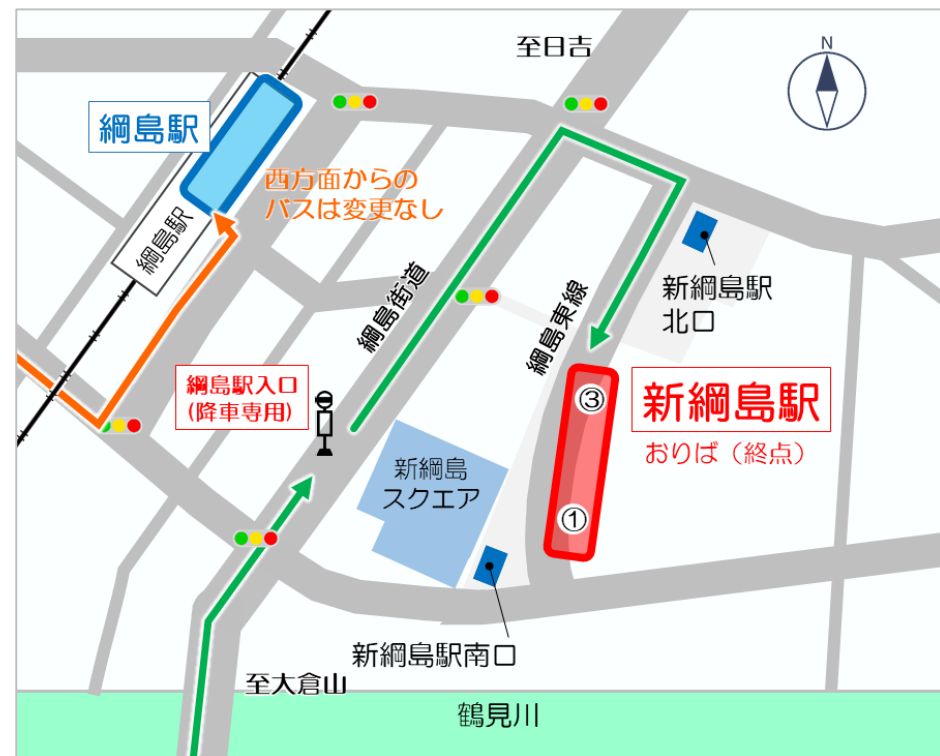 至日吉
N
綱島駅
西方面からの
バスは変更なし
綱島駅
綱島街道
新綱島駅
北口
綱島東線
綱島駅入口
(降車専用)
③
新綱島駅
おりば（終点）
新綱島
スクエア
①
新綱島駅南口
至大倉山
鶴見川